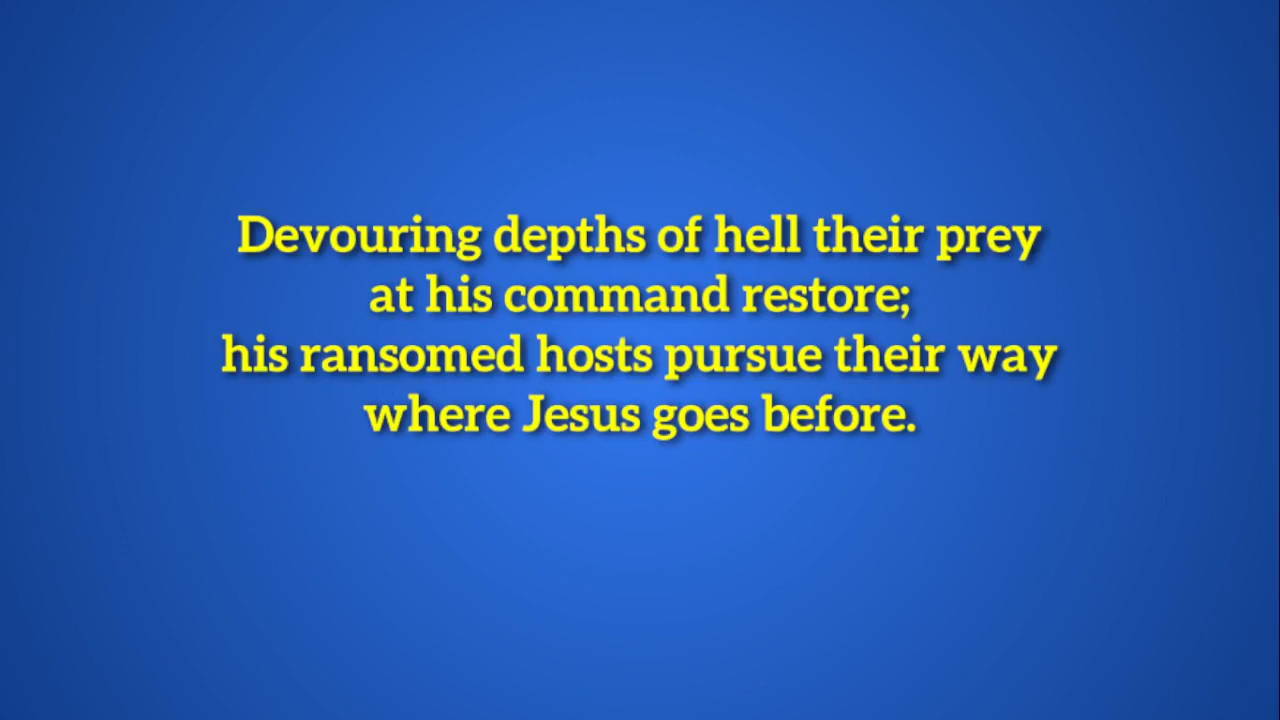 Devouring depths of hell their prey
at his command restore;
his ransomed hosts pursue their way
where Jesus goes before.